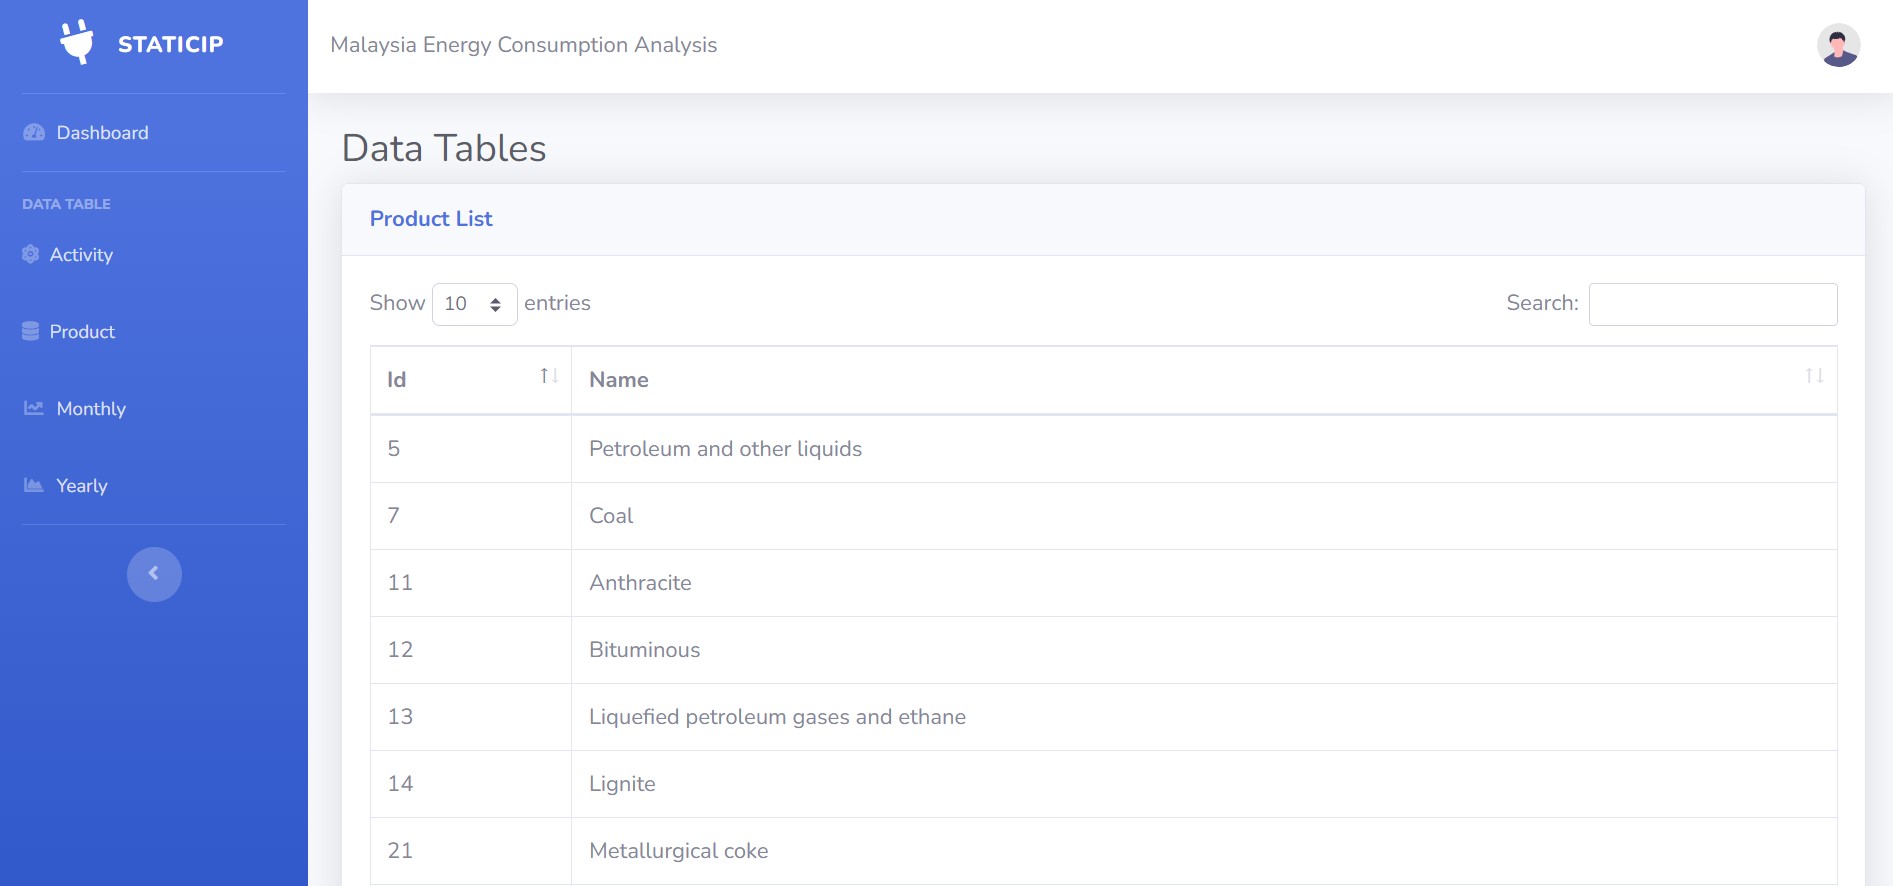 STATICIP
Malaysia Energy Consumption Analysis
Dashboard
DATA TABLE
Activity
Product
Monthly
Yearly
Data Tables
Product List
Show 10 entries
Search:
Id Name
5 Petroleum and other liquids
7 Coal
11 Anthracite
12 Bituminous
13 Liquefied petroleum gases and ethane
14 Lignite
21 Metallurgical coke